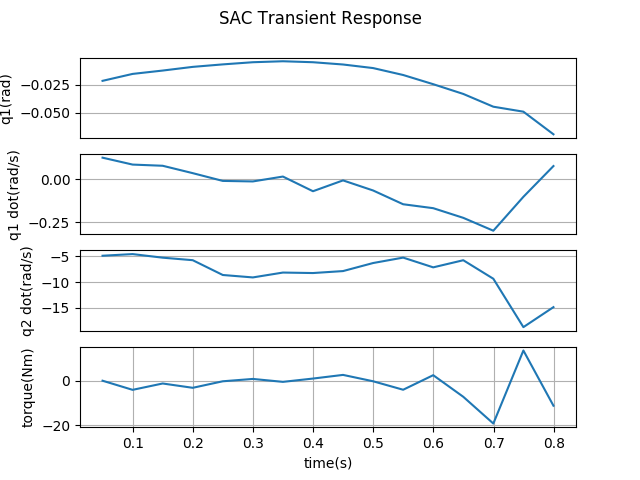 SAC Transient Response
q1(rad)
−0.025
−0.050
q1 dot(rad/s)
0.00
−0.25
q2 dot(rad/s)
−5
−10
−15
torque(Nm)
0
−20
0.1 0.2 0.3 0.4 0.5 0.6 0.7 0.8
time(s)